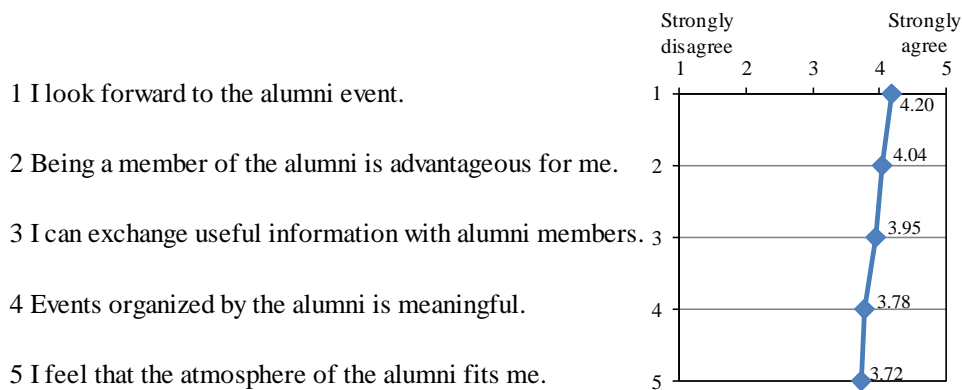 Strongly disagree
Strongly agree
1 2 3 4 5
1 I look forward to the alumni event.
1
4.20
2 Being a member of the alumni is advantageous for me.
2
4.04
3 I can exchange useful information with alumni members.
3
3.95
4 Events organized by the alumni is meaningful.
4
3.78
5 I feel that the atmosphere of the alumni fits me.
5
3.72